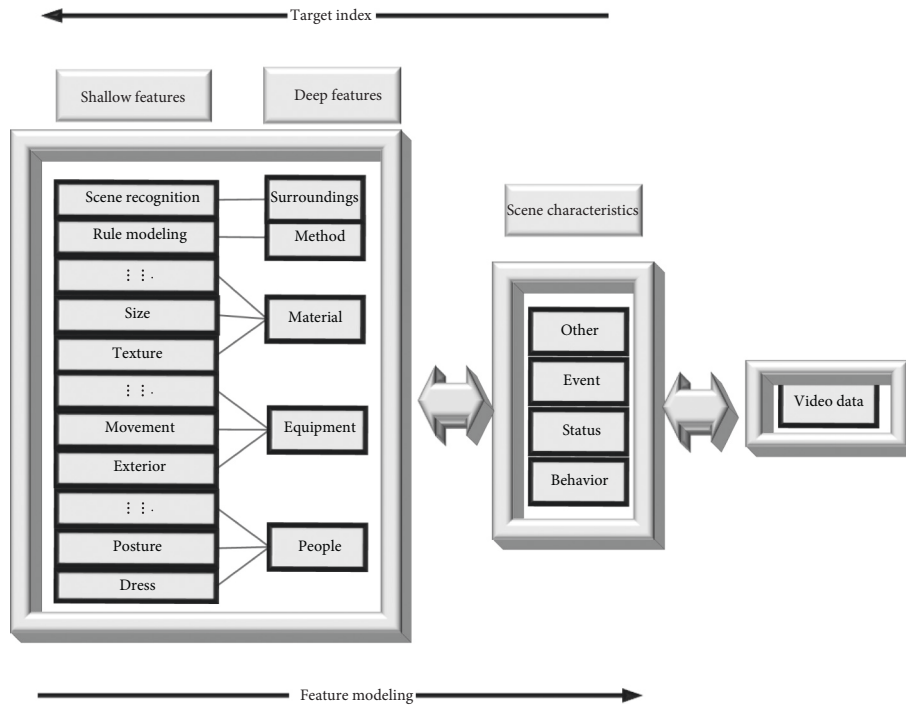 Target index
Shallow features
Deep features
Scene recognition
Surroundings
Rule modeling
Method
⋮ ⋮ .
Size
Material
Texture
⋮ ⋮ .
Movement
Equipment
Exterior
⋮ ⋮ .
Posture
People
Dress
Scene characteristics
Other
Event
Status
Behavior
Video data
Feature modeling